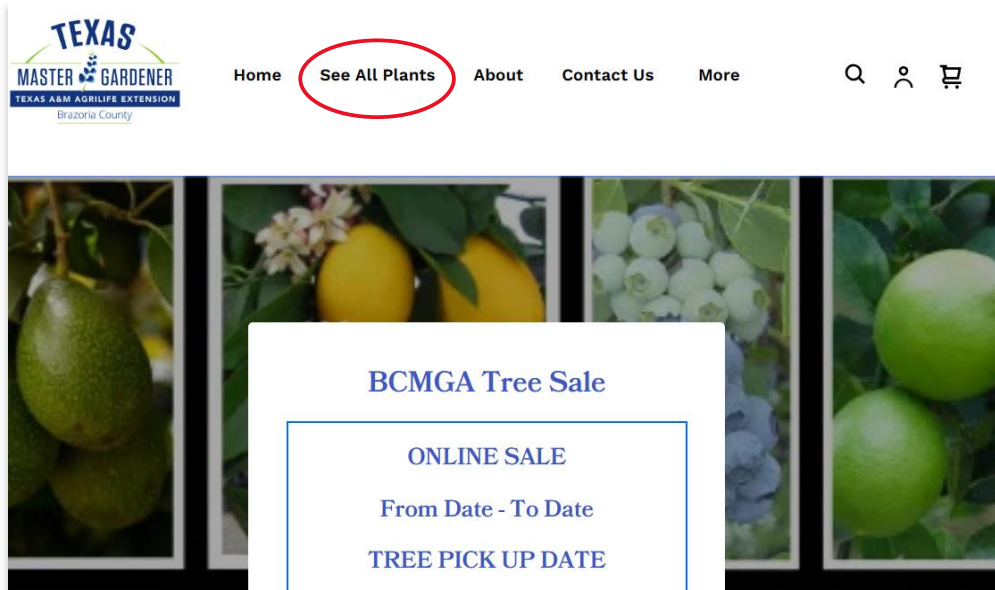 TEXAS
MASTER GARDENER
TEXAS A&M AGRILIFE EXTENSION
Brazoria County
Home See All Plants About Contact Us More
BCMGA Tree Sale
ONLINE SALE
From Date - To Date
TREE PICK UP DATE